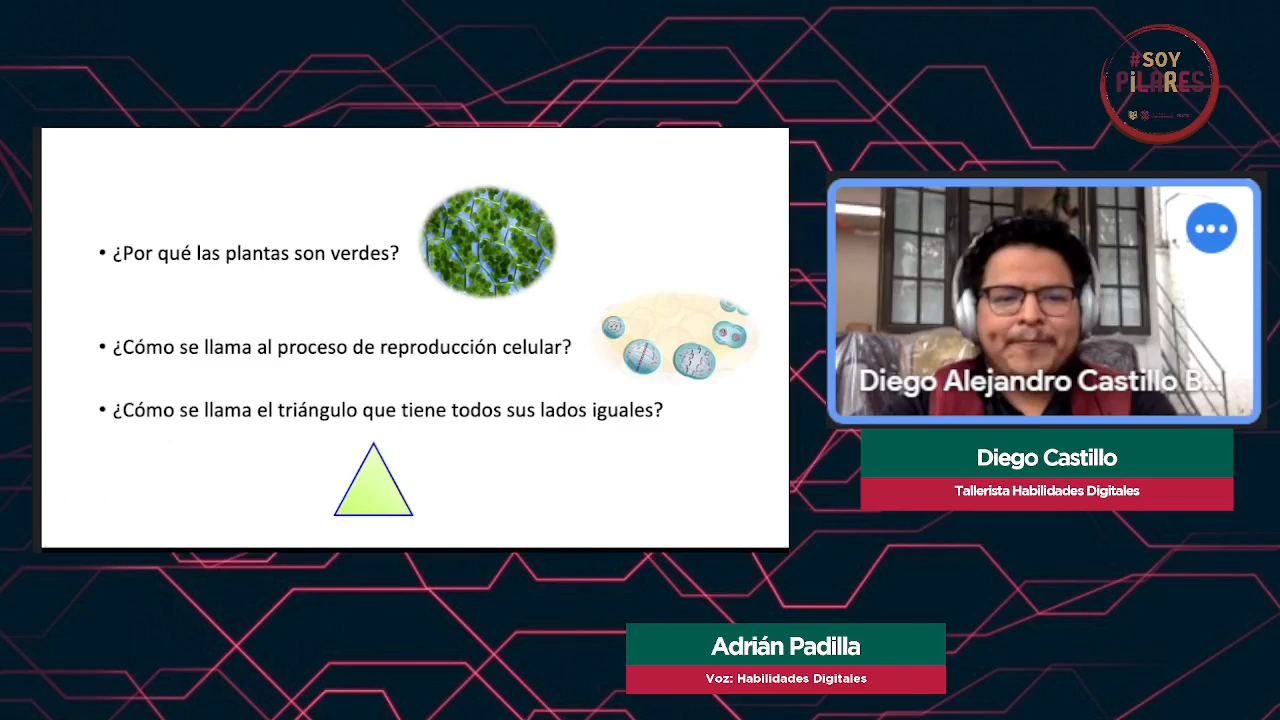 #SOY
PiLARES
• ¿Por qué las plantas son verdes?
• ¿Cómo se llama al proceso de reproducción celular?
• ¿Cómo se llama el triángulo que tiene todos sus lados iguales?
Diego Alejandro Castillo B...
Diego Castillo
Tallerista Habilidades Digitales
Adrián Padilla
Voz: Habilidades Digitales